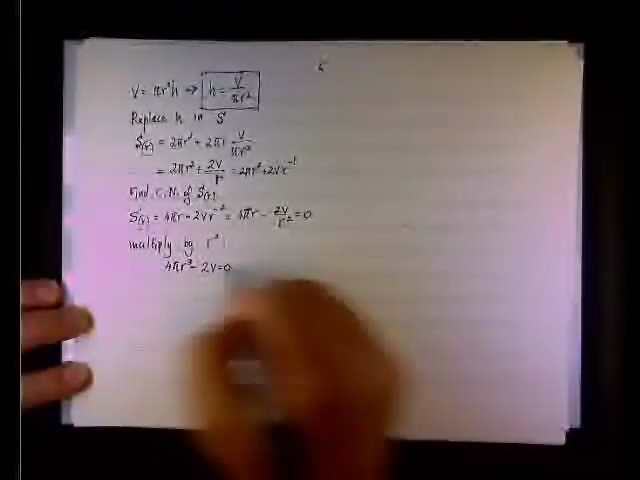 V = πr²h → h = V/πr²
Replace h in S
S(r) = 2πr² + 2πr V/πr²
= 2πr² + 2V/r = 2πr² + 2Vr⁻¹
Find C.N. of S(r)
S'(r) = 4πr - 2Vr⁻² = 4πr - 2V/r² = 0
multiply by r²:
4πr³ - 2V = 0